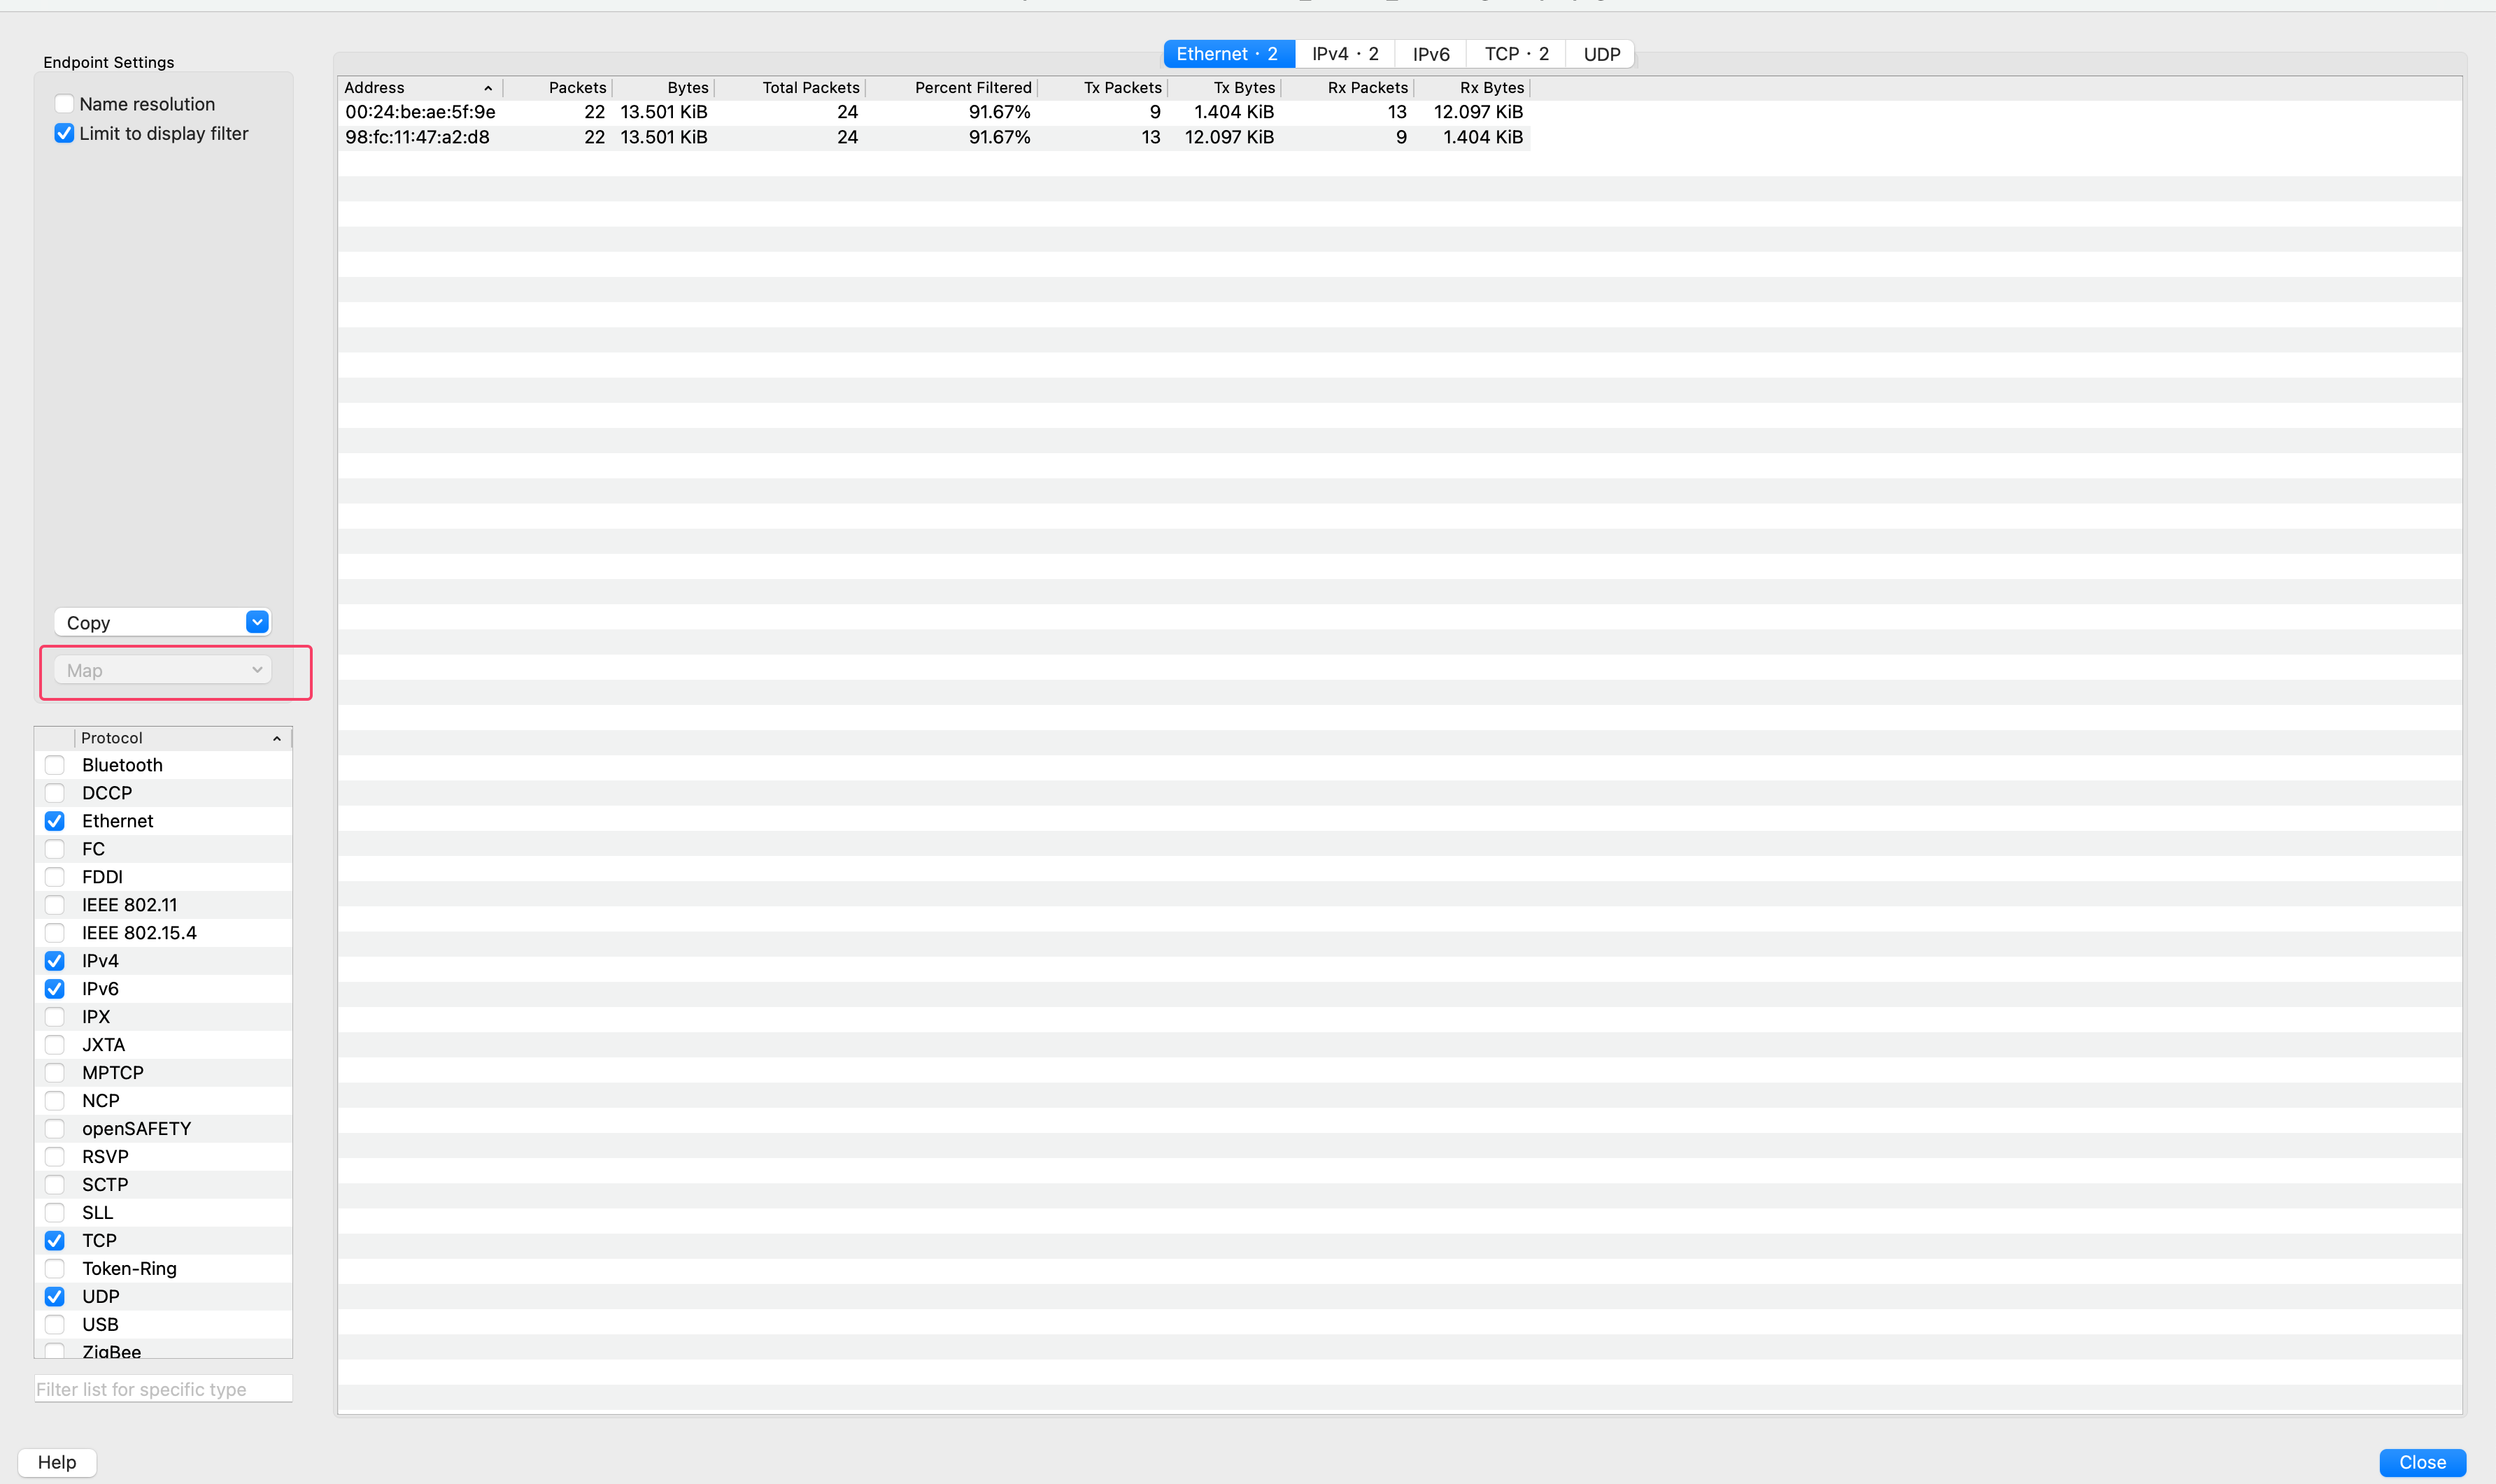 Endpoint Settings
Name resolution
Limit to display filter
Copy
Map
Protocol
Bluetooth
DCCP
Ethernet
FC
FDDI
IEEE 802.11
IEEE 802.15.4
IPv4
IPv6
IPX
JXTA
MPTCP
NCP
openSAFETY
RSVP
SCTP
SLL
TCP
Token-Ring
UDP
USB
ZigBee
Filter list for specific type
Ethernet · 2 IPv4 · 2 IPv6 TCP · 2 UDP
Address Packets Bytes Total Packets Percent Filtered Tx Packets Tx Bytes Rx Packets Rx Bytes
00:24:be:ae:5f:9e 22 13.501 KiB 24 91.67% 9 1.404 KiB 13 12.097 KiB
98:fc:11:47:a2:d8 22 13.501 KiB 24 91.67% 13 12.097 KiB 9 1.404 KiB
Help
Close